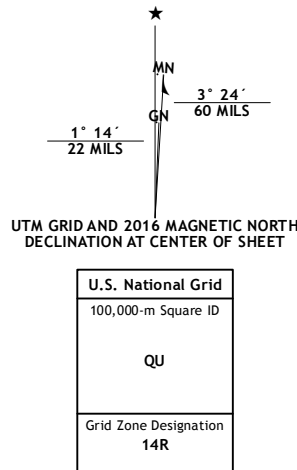 MN
3° 24´
60 MILS
GN
1° 14´
22 MILS
UTM GRID AND 2016 MAGNETIC NORTH
DECLINATION AT CENTER OF SHEET
U.S. National Grid
100,000-m Square ID
QU
Grid Zone Designation
14R